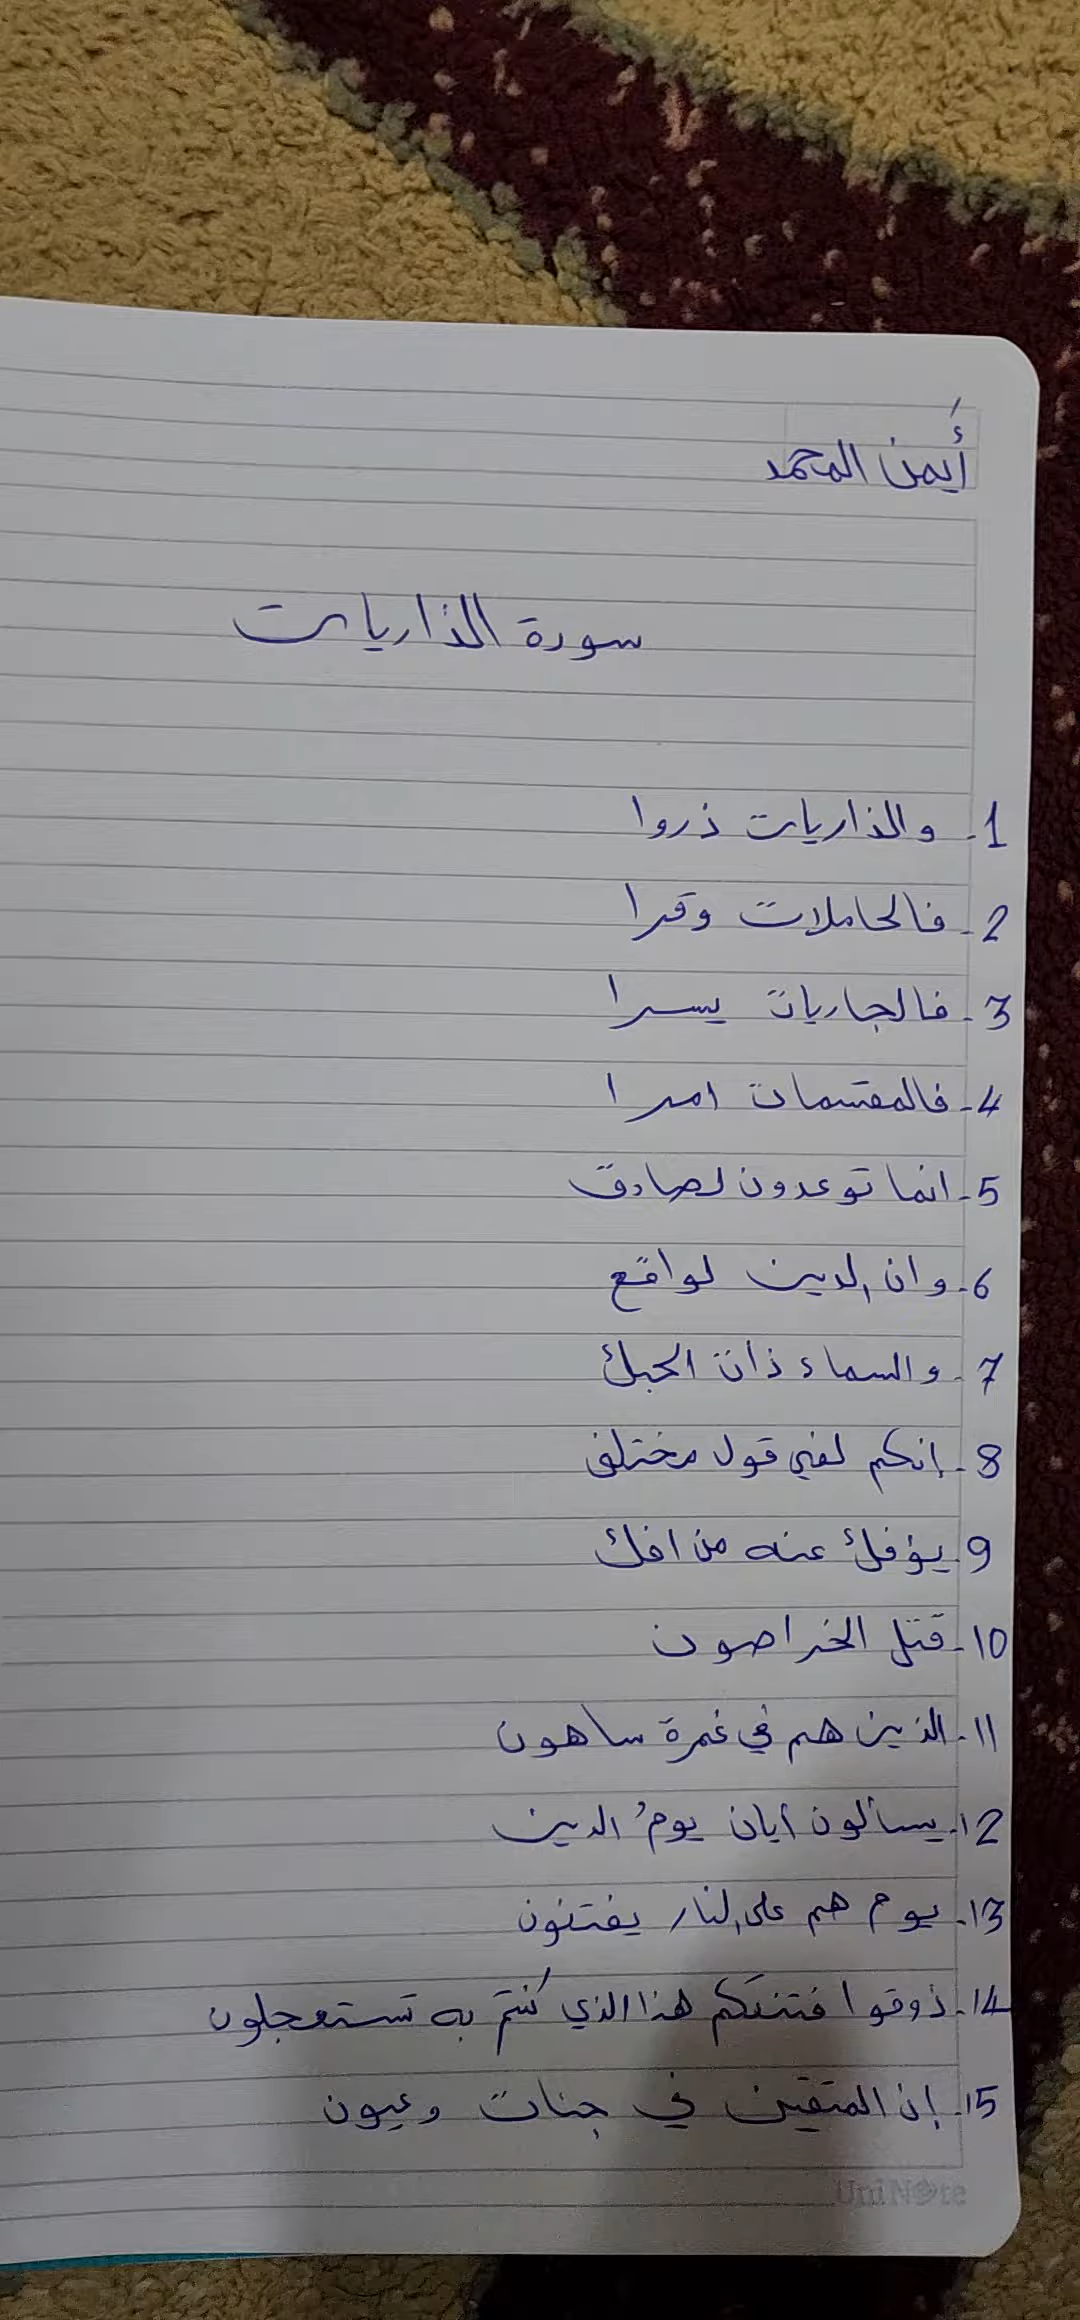 أيمن المحمد
سورة الذاريات
1- والذاريات ذروا
2- فالحاملات وقرا
3- فالجاريات يسرا
4- فالمقسمات امرا
5- انما توعدون لصادق
6- وان الدين لواقع
7- والسماء ذات الحبك
8- إنكم لفي قول مختلف
9- يؤفك عنه من افك
10- قتل الخراصون
11- الذين هم في غمرة ساهون
12- يسألون أيان يومُ الدين
13- يوم هم على النار يفتنون
14- ذوقوا فتنتكم هذا الذي كنتم به تستعجلون
15- إن المتقين في جنات وعيون
UniNote